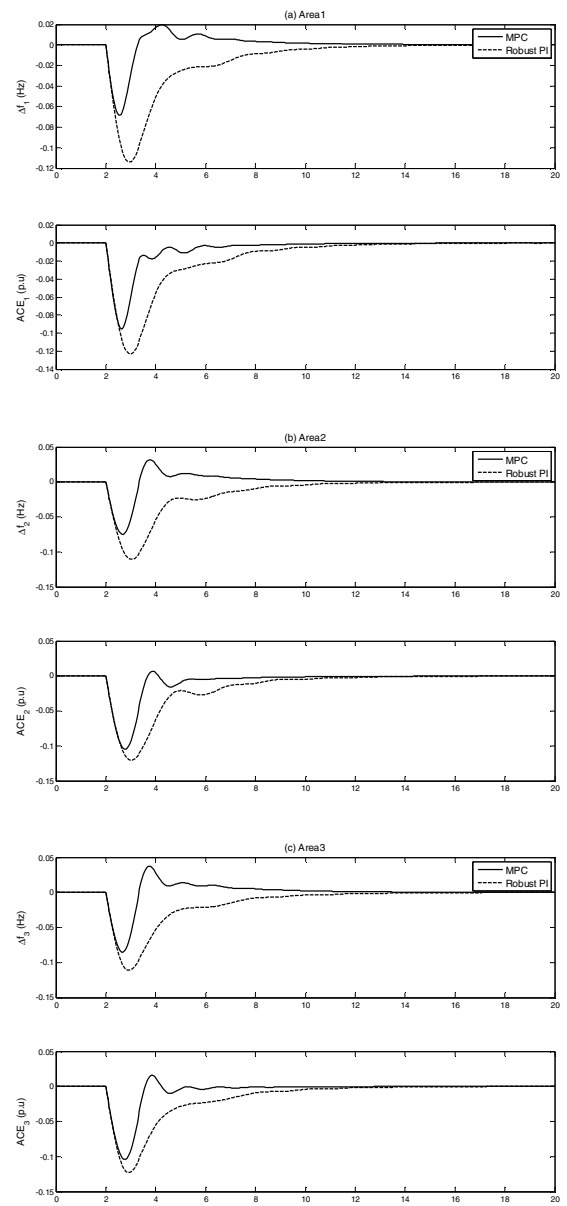 (a) Area1
0.02
0
-0.02
-0.04
-0.06
-0.08
-0.1
-0.12
Δf1 (Hz)
MPC
Robust PI
0 2 4 6 8 10 12 14 16 18 20
0.02
0
-0.02
-0.04
-0.06
-0.08
-0.1
-0.12
-0.14
ACE1 (p.u)
0 2 4 6 8 10 12 14 16 18 20
(b) Area2
0.05
0
-0.05
-0.1
-0.15
Δf2 (Hz)
MPC
Robust PI
0 2 4 6 8 10 12 14 16 18 20
0.05
0
-0.05
-0.1
-0.15
ACE2 (p.u)
0 2 4 6 8 10 12 14 16 18 20
(c) Area3
0.05
0
-0.05
-0.1
-0.15
Δf3 (Hz)
MPC
Robust PI
0 2 4 6 8 10 12 14 16 18 20
0.05
0
-0.05
-0.1
-0.15
ACE3 (p.u)
0 2 4 6 8 10 12 14 16 18 20